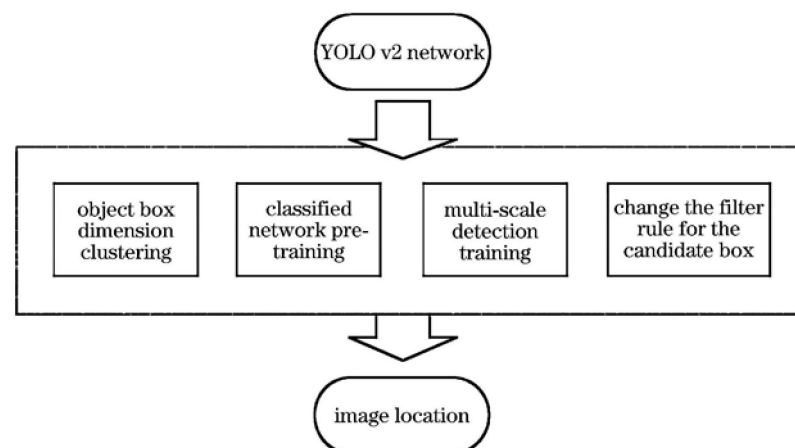 YOLO v2 network
object box
dimension
clustering
classified
network pre-
training
multi-scale
detection
training
change the filter
rule for the
candidate box
image location